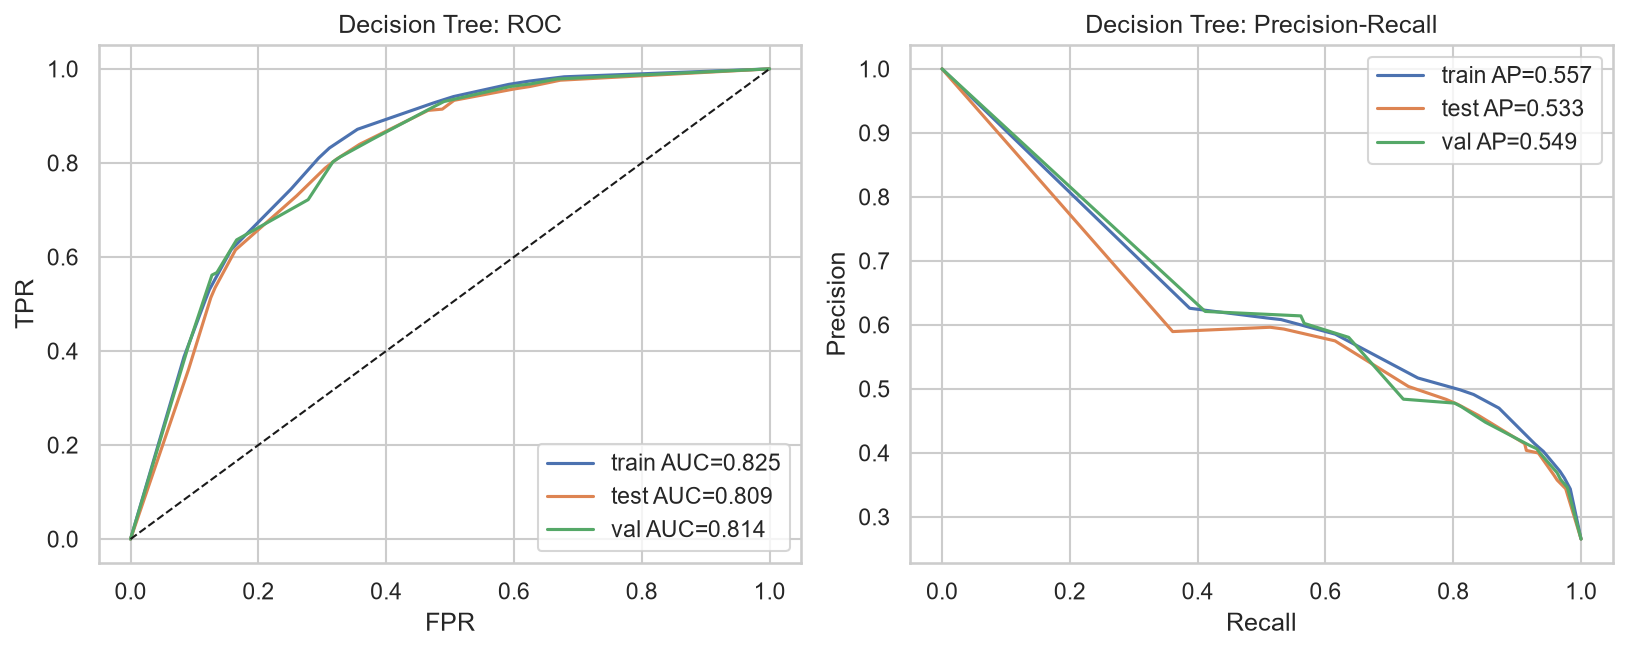 Decision Tree: ROC
1.0
0.8
0.6
0.4
0.2
0.0
TPR
0.0 0.2 0.4 0.6 0.8 1.0
FPR
train AUC=0.825
test AUC=0.809
val AUC=0.814
Decision Tree: Precision-Recall
1.0
0.9
0.8
0.7
0.6
0.5
0.4
0.3
Precision
0.0 0.2 0.4 0.6 0.8 1.0
Recall
train AP=0.557
test AP=0.533
val AP=0.549